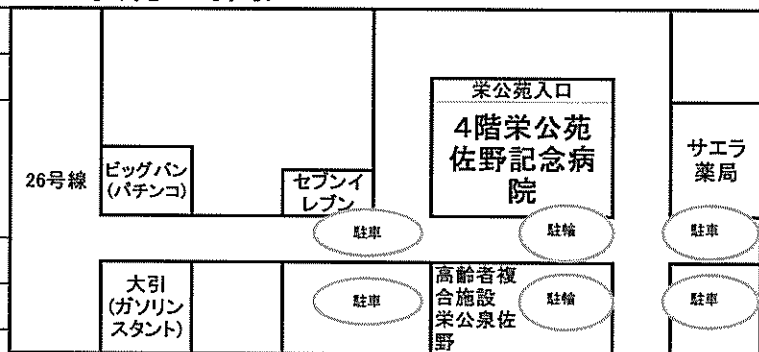 栄公苑入口
4階栄公苑
佐野記念病
院
サエラ
薬局
26号線
ビッグバン
(パチンコ)
セブンイ
レブン
駐車
駐輪
駐車
大引
(ガソリン
スタント)
駐車
高齢者複
合施設
栄公泉佐
野
駐輪
駐車